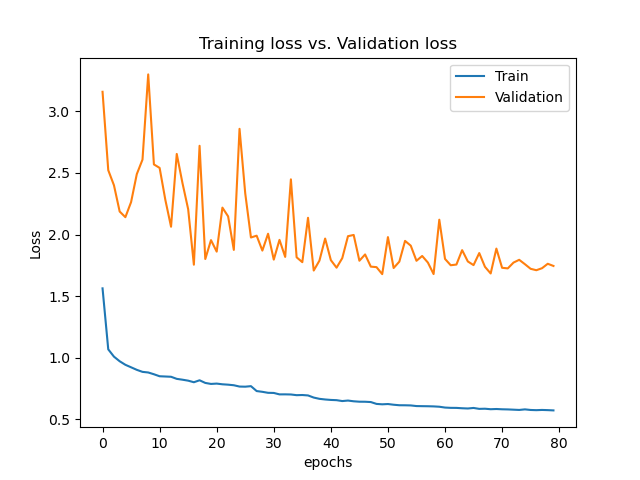 Training loss vs. Validation loss
Train
Validation
3.0
2.5
2.0
1.5
1.0
0.5
Loss
0 10 20 30 40 50 60 70 80
epochs